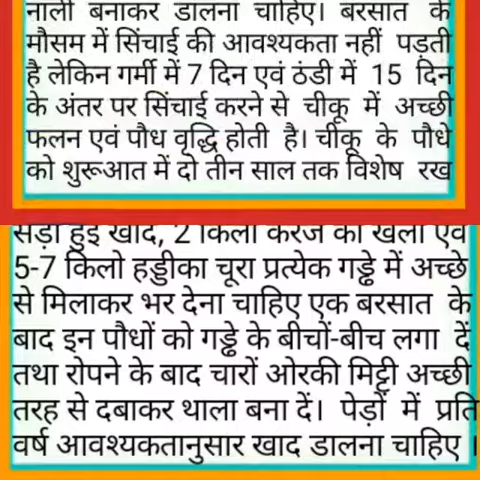 नाली बनाकर डालना चाहिए। बरसात के
मौसम में सिंचाई की आवश्यकता नहीं पड़ती
है लेकिन गर्मी में 7 दिन एवं ठंडी में 15 दिन
के अंतर पर सिंचाई करने से चीकू में अच्छी
फलन एवं पौध वृद्धि होती है। चीकू के पौधे
को शुरूआत में दो तीन साल तक विशेष रख
सड़ी हुई खाद, 2 किलो करंज की खली एवं
5-7 किलो हड्डीका चूरा प्रत्येक गड्ढे में अच्छे
से मिलाकर भर देना चाहिए एक बरसात के
बाद इन पौधों को गड्ढे के बीचों-बीच लगा दें
तथा रोपने के बाद चारों ओरकी मिट्टी अच्छी
तरह से दबाकर थाला बना दें। पेड़ों में प्रति
वर्ष आवश्यकतानुसार खाद डालना चाहिए ।